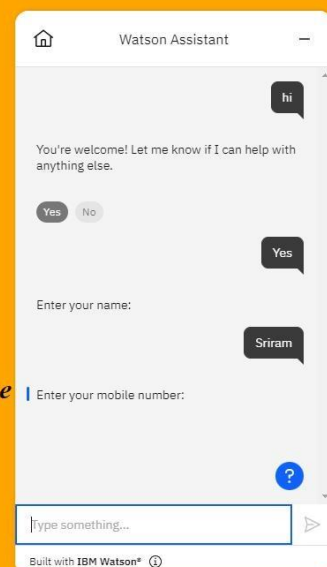 Watson Assistant
hi
You're welcome! Let me know if I can help with
anything else.
Yes No
Yes
Enter your name:
Sriram
e
Enter your mobile number:
?
Type something...
Built with IBM Watson® ⓘ